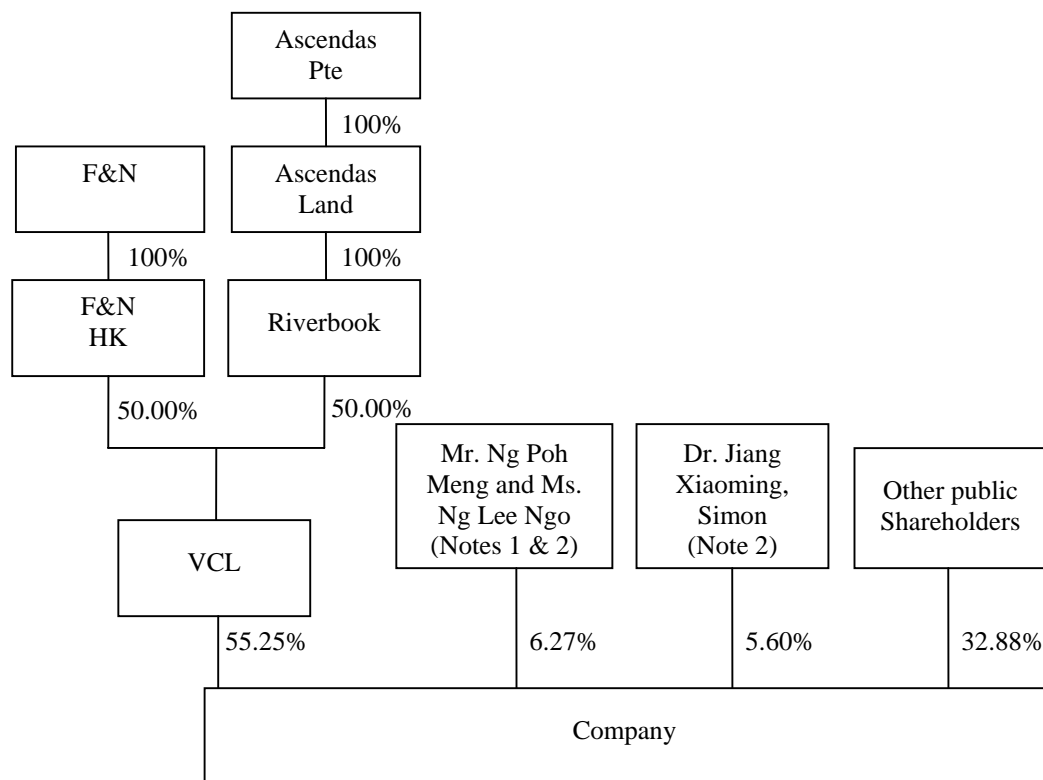 Ascendas
Pte
100%
F&N
Ascendas
Land
100%
100%
F&N
HK
Riverbook
50.00%
50.00%
VCL
Mr. Ng Poh
Meng and Ms.
Ng Lee Ngo
(Notes 1 & 2)
Dr. Jiang
Xiaoming,
Simon
(Note 2)
Other public
Shareholders
55.25%
6.27%
5.60%
32.88%
Company